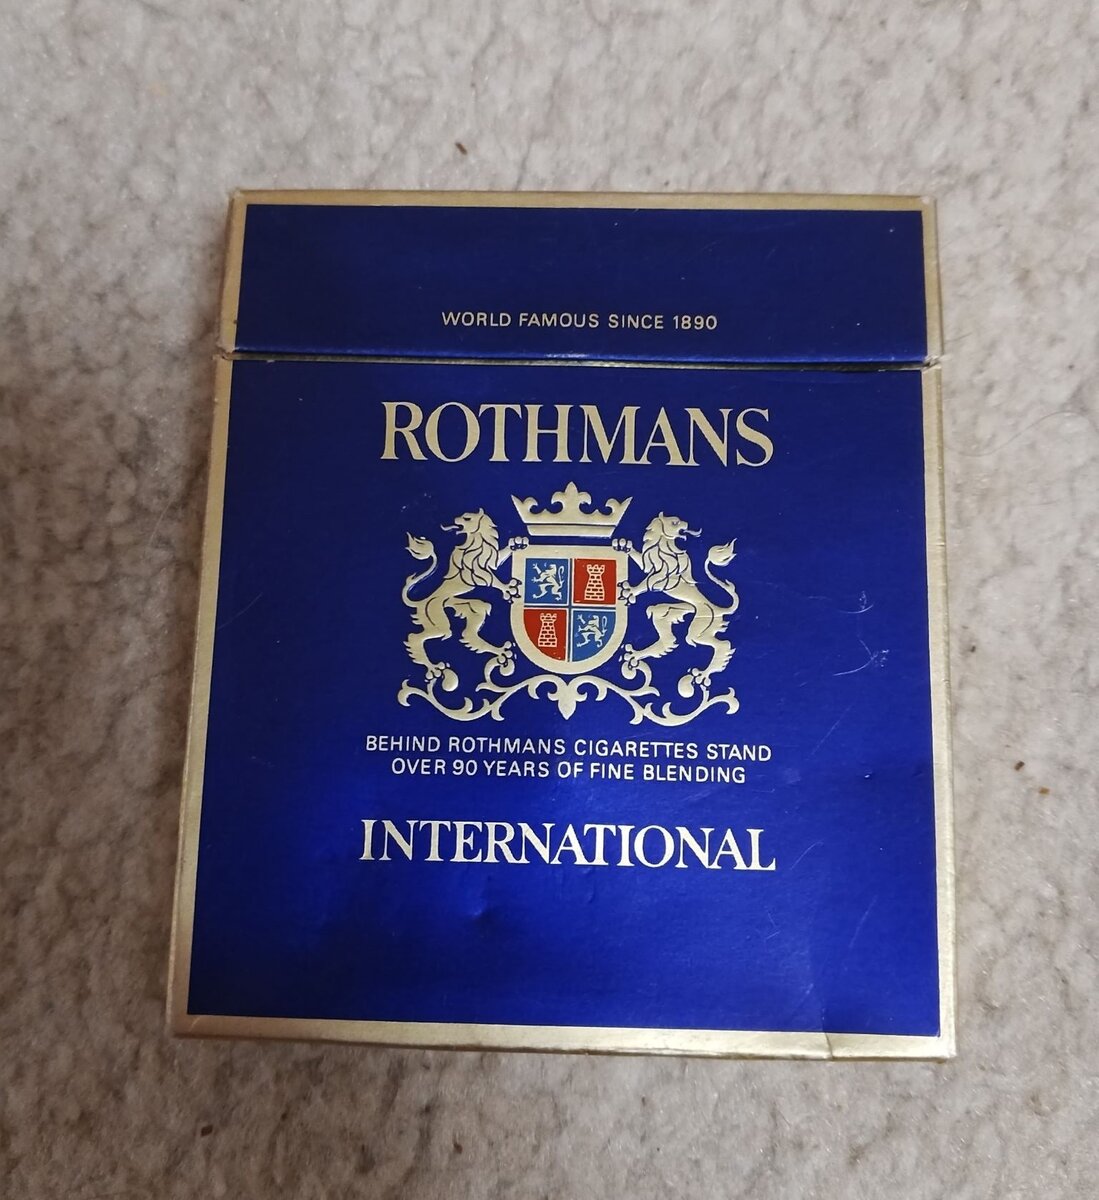 WORLD FAMOUS SINCE 1890
ROTHMANS
BEHIND ROTHMANS CIGARETTES STAND
OVER 90 YEARS OF FINE BLENDING
INTERNATIONAL